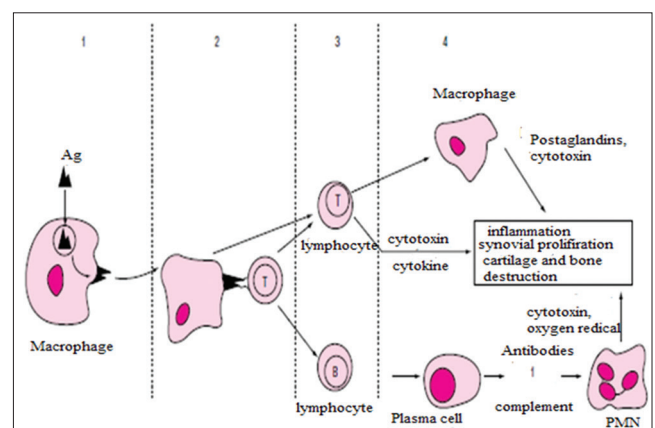 1
2
3
4
Ag
Macrophage
T
T
lymphocyte
B
lymphocyte
Macrophage
Postaglandins,
cytotoxin
cytotoxin
cytokine
inflammation
synovial prolifiration
cartilage and bone
destruction
cytotoxin,
oxygen redical
Antibodies
complement
Plasma cell
PMN